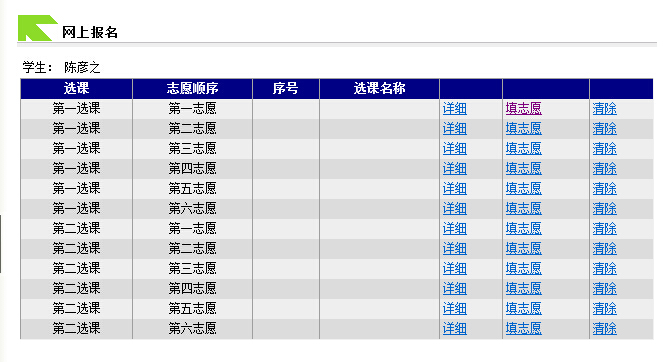 网上报名
学生： 陈彦之
选课 志愿顺序 序号 选课名称
第一选课 第一志愿 详细 填志愿 清除
第一选课 第二志愿 详细 填志愿 清除
第一选课 第三志愿 详细 填志愿 清除
第一选课 第四志愿 详细 填志愿 清除
第一选课 第五志愿 详细 填志愿 清除
第一选课 第六志愿 详细 填志愿 清除
第二选课 第一志愿 详细 填志愿 清除
第二选课 第二志愿 详细 填志愿 清除
第二选课 第三志愿 详细 填志愿 清除
第二选课 第四志愿 详细 填志愿 清除
第二选课 第五志愿 详细 填志愿 清除
第二选课 第六志愿 详细 填志愿 清除